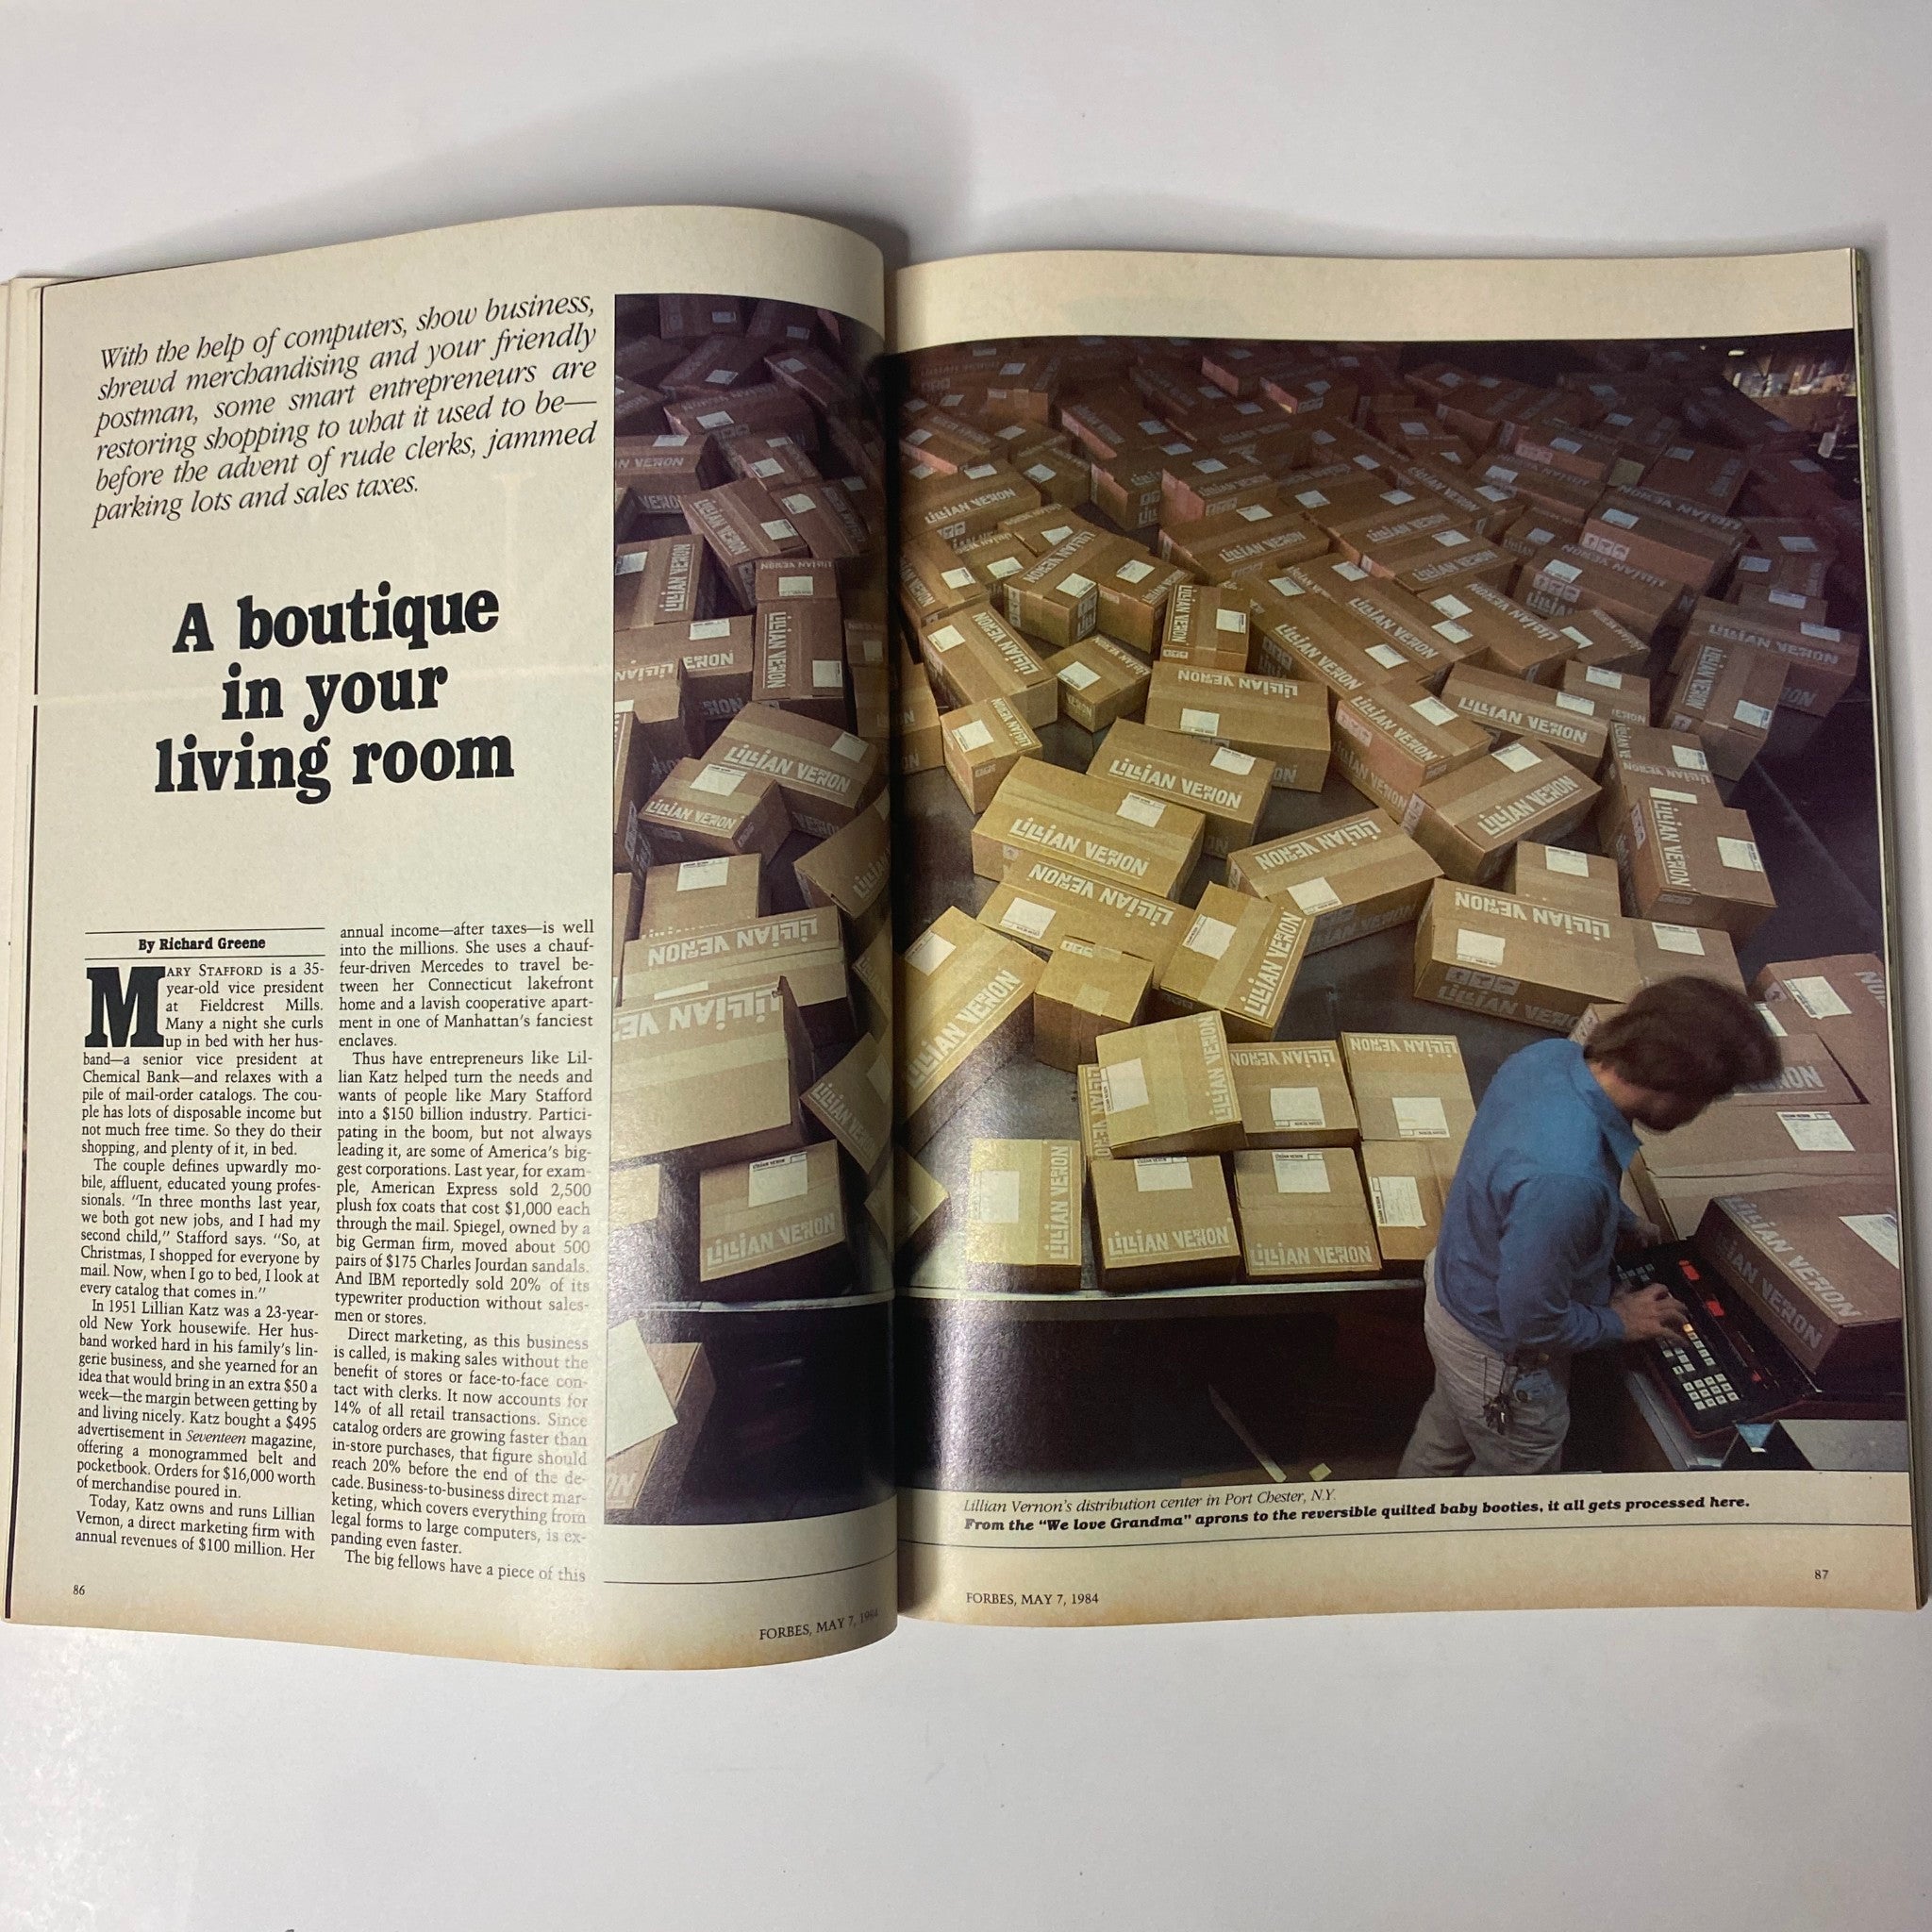 With the help of computers, show business,
shrewd merchandising and your friendly
postman, some smart entrepreneurs are
restoring shopping to what it used to be—
before the advent of rude clerks, jammed
parking lots and sales taxes.
A boutique
in your
living room
By Richard Greene
MARY STAFFORD is a 35-
year-old vice president
at Fieldcrest Mills.
Many a night she curls
up in bed with her hus-
band—a senior vice president at
Chemical Bank—and relaxes with a
pile of mail-order catalogs. The cou-
ple has lots of disposable income but
not much free time. So they do their
shopping, and plenty of it, in bed.
The couple defines upwardly mo-
bile, affluent, educated young profes-
sionals. "In three months last year,
we both got new jobs, and I had my
second child," Stafford says. "So, at
Christmas, I shopped for everyone by
mail. Now, when I go to bed, I look at
every catalog that comes in."
In 1951 Lillian Katz was a 23-year-
old New York housewife. Her hus-
band worked hard in his family's lin-
gerie business, and she yearned for an
idea that would bring in an extra $50 a
week—the margin between getting by
and living nicely. Katz bought a $495
advertisement in Seventeen magazine,
offering a monogrammed belt and
pocketbook. Orders for $16,000 worth
of merchandise poured in.
Today, Katz owns and runs Lillian
Vernon, a direct marketing firm with
annual revenues of $100 million. Her
annual income—after taxes—is well
into the millions. She uses a chauf-
feur-driven Mercedes to travel be-
tween her Connecticut lakefront
home and a lavish cooperative apart-
ment in one of Manhattan's fanciest
enclaves.
Thus have entrepreneurs like Lil-
lian Katz helped turn the needs and
wants of people like Mary Stafford
into a $150 billion industry. Partici-
pating in the boom, but not always
leading it, are some of America's big-
gest corporations. Last year, for exam-
ple, American Express sold 2,500
plush fox coats that cost $1,000 each
through the mail. Spiegel, owned by a
big German firm, moved about 500
pairs of $175 Charles Jourdan sandals.
And IBM reportedly sold 20% of its
typewriter production without sales-
men or stores.
Direct marketing, as this business
is called, is making sales without the
benefit of stores or face-to-face con-
tact with clerks. It now accounts for
14% of all retail transactions. Since
catalog orders are growing faster than
in-store purchases, that figure should
reach 20% before the end of the de-
cade. Business-to-business direct mar-
keting, which covers everything from
legal forms to large computers, is ex-
panding even faster.
The big fellows have a piece of this
86
FORBES, MAY 7, 1984
LILLIAN VERNON
LILLIAN VERNON
LILLIAN VERNON
LILLIAN VERNON
LILLIAN VERNON
LILLIAN VERNON
LILLIAN VERNON
LILLIAN VERNON
LILLIAN VERNON
LILLIAN VERNON
Lillian Vernon's distribution center in Port Chester, N.Y.
From the "We love Grandma" aprons to the reversible quilted baby booties, it all gets processed here.
FORBES, MAY 7, 1984
87